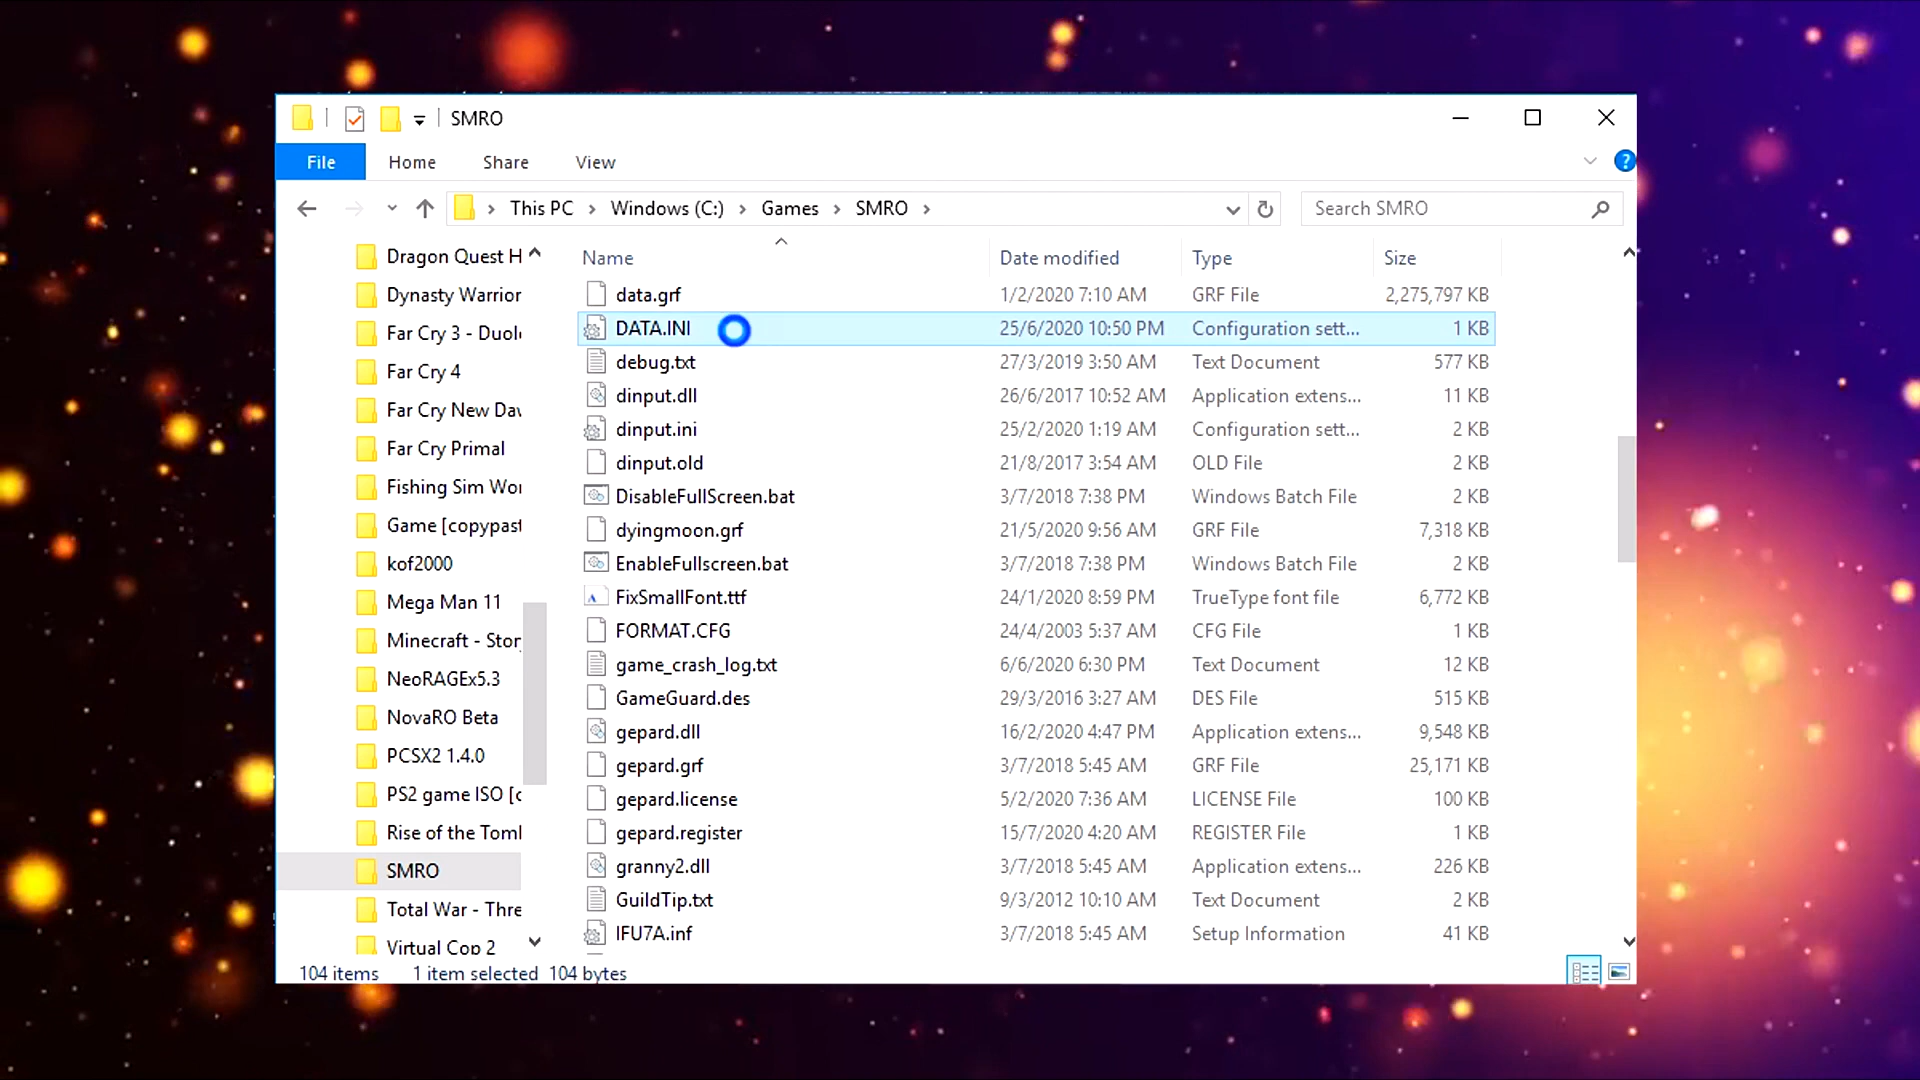 SMRO
File Home Share View
This PC Windows (C:) Games SMRO
Search SMRO
Dragon Quest H
Dynasty Warrior
Far Cry 3 - Duol
Far Cry 4
Far Cry New Da
Far Cry Primal
Fishing Sim Wor
Game [copypast
kof2000
Mega Man 11
Minecraft - Stor
NeoRAGEx5.3
NovaRO Beta
PCSX2 1.4.0
PS2 game ISO [c
Rise of the Toml
SMRO
Total War - Thre
Virtual Cop 2
Name Date modified Type Size
data.grf 1/2/2020 7:10 AM GRF File 2,275,797 KB
DATA.INI 25/6/2020 10:50 PM Configuration sett... 1 KB
debug.txt 27/3/2019 3:50 AM Text Document 577 KB
dinput.dll 26/6/2017 10:52 AM Application extens... 11 KB
dinput.ini 25/2/2020 1:19 AM Configuration sett... 2 KB
dinput.old 21/8/2017 3:54 AM OLD File 2 KB
DisableFullScreen.bat 3/7/2018 7:38 PM Windows Batch File 2 KB
dyingmoon.grf 21/5/2020 9:56 AM GRF File 7,318 KB
EnableFullscreen.bat 3/7/2018 7:38 PM Windows Batch File 2 KB
FixSmallFont.ttf 24/1/2020 8:59 PM TrueType font file 6,772 KB
FORMAT.CFG 24/4/2003 5:37 AM CFG File 1 KB
game_crash_log.txt 6/6/2020 6:30 PM Text Document 12 KB
GameGuard.des 29/3/2016 3:27 AM DES File 515 KB
gepard.dll 16/2/2020 4:47 PM Application extens... 9,548 KB
gepard.grf 3/7/2018 5:45 AM GRF File 25,171 KB
gepard.license 5/2/2020 7:36 AM LICENSE File 100 KB
gepard.register 15/7/2020 4:20 AM REGISTER File 1 KB
granny2.dll 3/7/2018 5:45 AM Application extens... 226 KB
GuildTip.txt 9/3/2012 10:10 AM Text Document 2 KB
IFU7A.inf 3/7/2018 5:45 AM Setup Information 41 KB
104 items 1 item selected 104 bytes